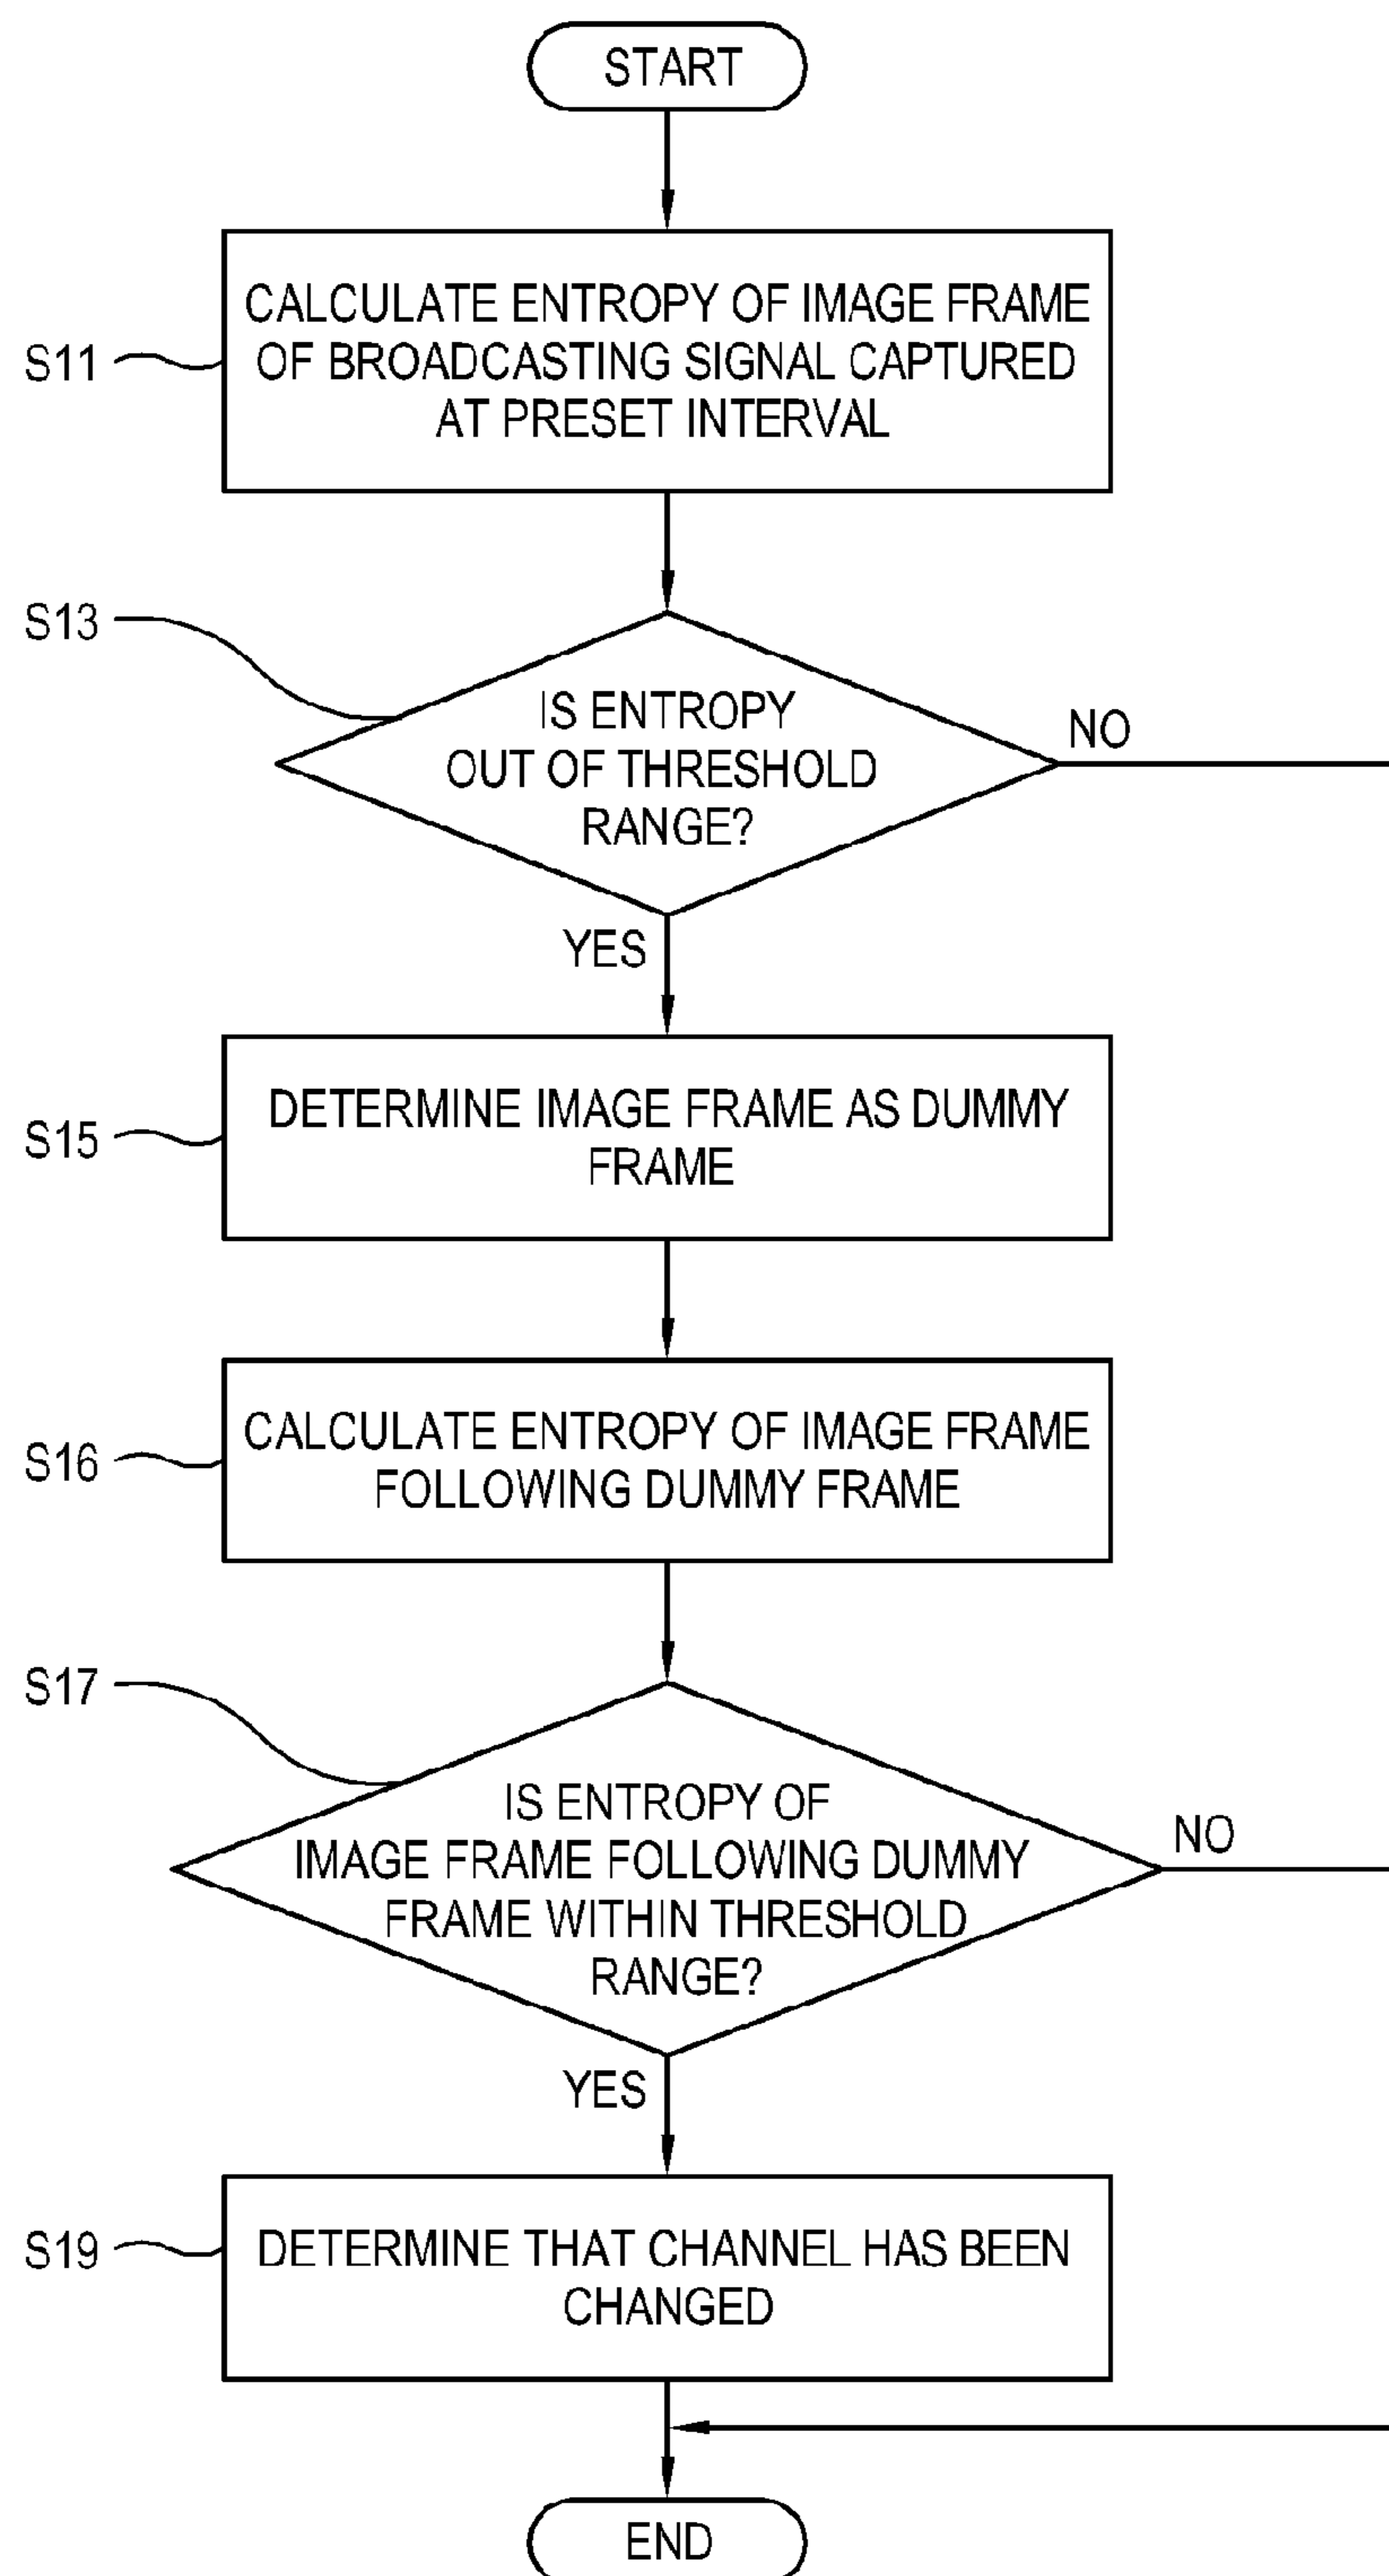 START
S11
CALCULATE ENTROPY OF IMAGE FRAME
OF BROADCASTING SIGNAL CAPTURED
AT PRESET INTERVAL
S13
IS ENTROPY
OUT OF THRESHOLD
RANGE?
NO
YES
S15
DETERMINE IMAGE FRAME AS DUMMY
FRAME
S16
CALCULATE ENTROPY OF IMAGE FRAME
FOLLOWING DUMMY FRAME
S17
IS ENTROPY OF
IMAGE FRAME FOLLOWING DUMMY
FRAME WITHIN THRESHOLD
RANGE?
NO
YES
S19
DETERMINE THAT CHANNEL HAS BEEN
CHANGED
END